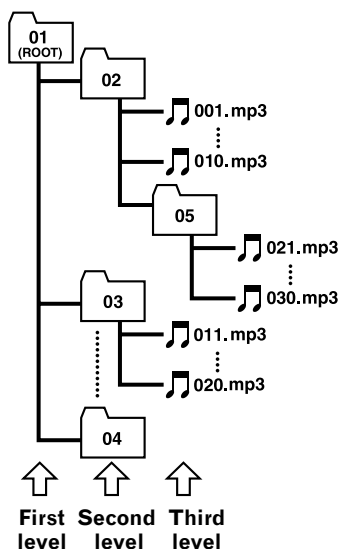 01
(ROOT)
02
001.mp3
010.mp3
05
021.mp3
030.mp3
03
011.mp3
020.mp3
04
First level
Second level
Third level